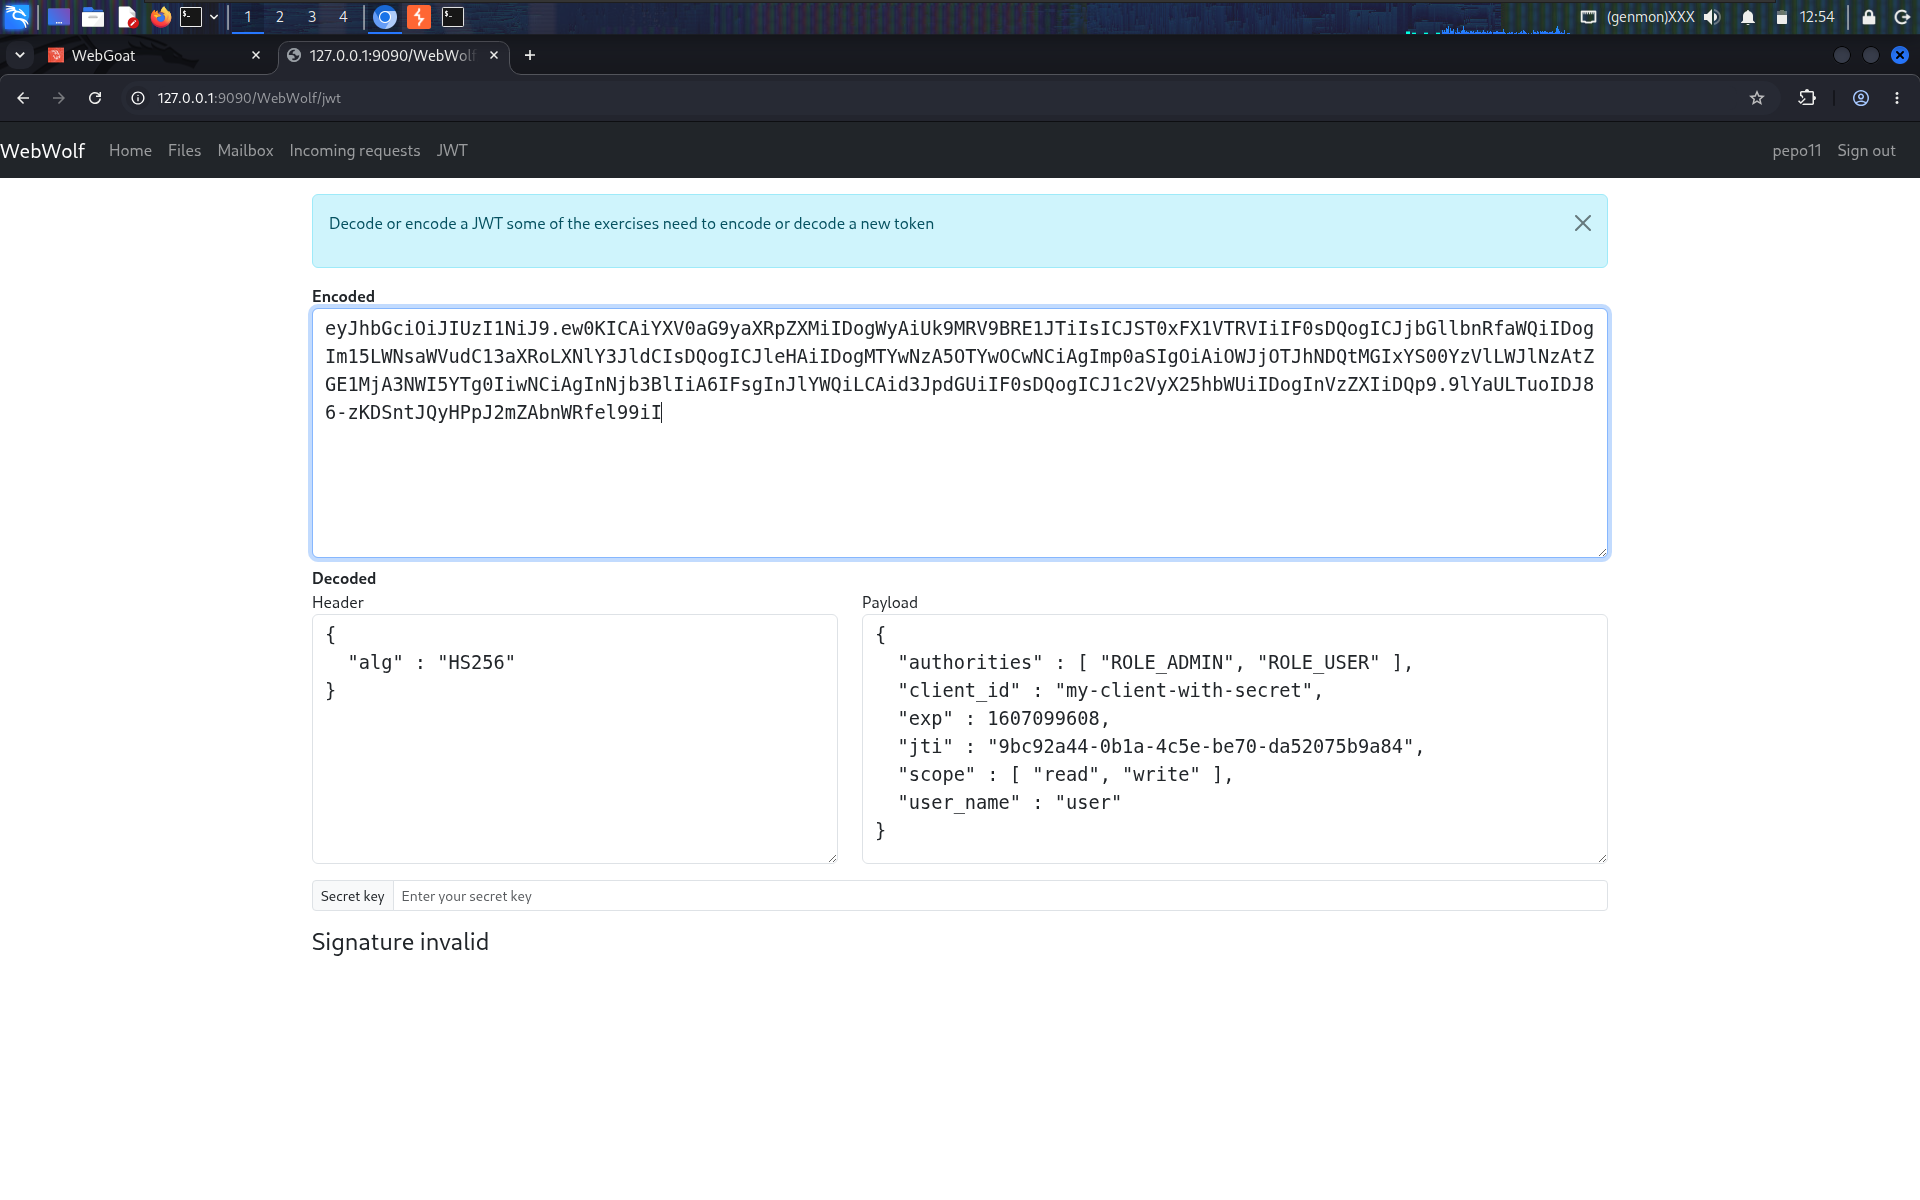 1 2 3 4 (genmon)XXX 12:54
WebGoat 127.0.0.1:9090/WebWolf
127.0.0.1:9090/WebWolf/jwt
WebWolf Home Files Mailbox Incoming requests JWT pepo11 Sign out
Decode or encode a JWT some of the exercises need to encode or decode a new token
Encoded
eyJhbGciOiJIUzI1NiJ9.ew0KICAiYXV0aG9yaXRpZXMiIDogWyAiUk9MRV9BRE1JTiIsICJST0xFX1VTRVIiIF0sDQogICJjbGllbnRfaWQiIDog
Im15LWNsaWVudC13aXRoLXNlY3JldCIsDQogICJleHAiIDogMTYwNzA5OTYwOCwNCiAgImp0aSIgOiAiOWJjOTJhNDQtMGIxYS00YzVlLWJlNzAtZ
GE1MjA3NWI5YTg0IiwNCiAgInNjb3BlIiA6IFsgInJlYWQiLCAid3JpdGUiIF0sDQogICJ1c2VyX25hbWUiIDogInVzZXIiDQp9.9lYaULTuoIDJ8
6-zKDSntJQyHPpJ2mZAbnWRfel99iI
Decoded
Header
{
"alg" : "HS256"
}
Payload
{
"authorities" : [ "ROLE_ADMIN", "ROLE_USER" ],
"client_id" : "my-client-with-secret",
"exp" : 1607099608,
"jti" : "9bc92a44-0b1a-4c5e-be70-da52075b9a84",
"scope" : [ "read", "write" ],
"user_name" : "user"
}
Secret key Enter your secret key
Signature invalid